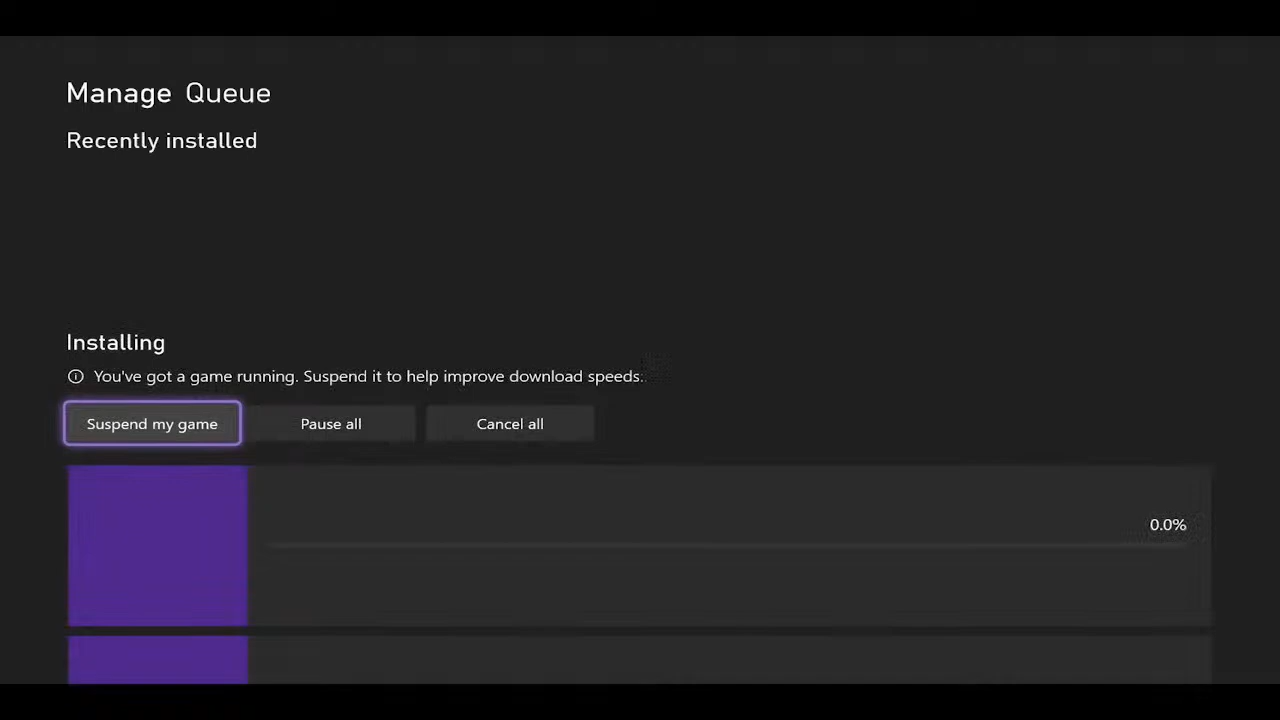 Manage Queue
Recently installed
Installing
You've got a game running. Suspend it to help improve download speeds.
Suspend my game
Pause all
Cancel all
0.0%